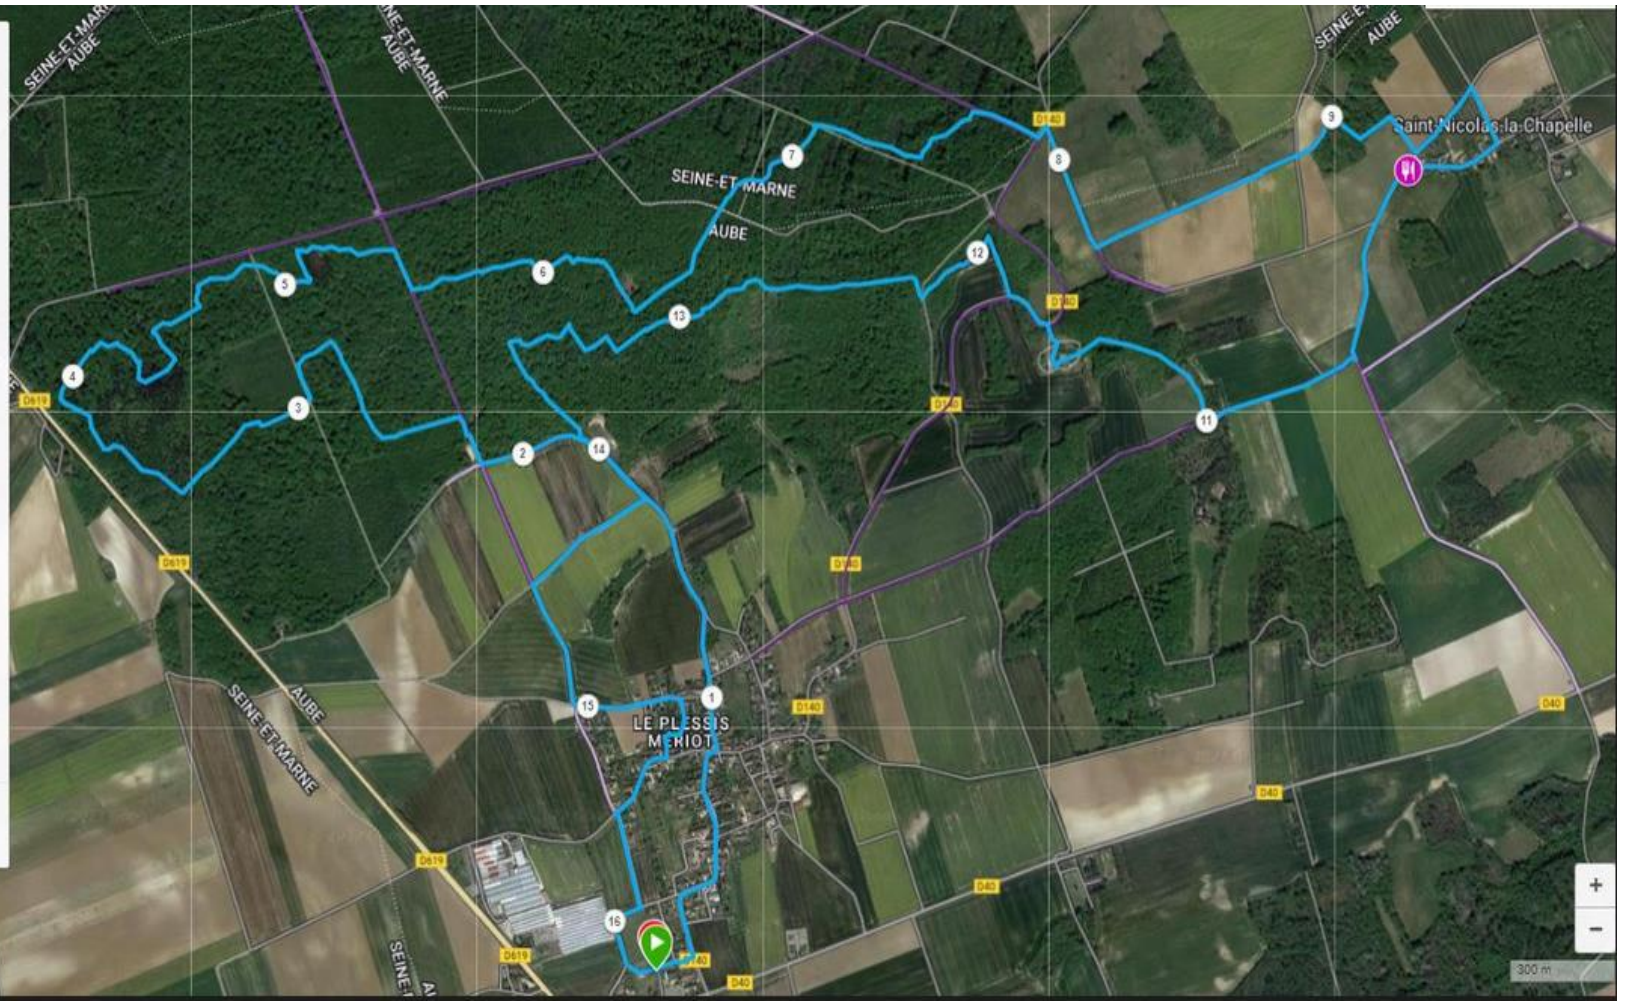 SEINE-ET-MARNE
AUBE
SEINE-ET-MARNE
AUBE
SEINE-ET-MARNE
AUBE
D140
9
Saint-Nicolas-la-Chapelle
7
8
SEINE-ET-MARNE
AUBE
12
6
5
D140
13
4
D619
3
D140
11
14
2
D619
D140
1
15
D140
D40
LE PLESSIS
MERIOT
AUBE
SEINE-ET-MARNE
D40
D619
D40
+
16
-
D619
D140
D40
300 m